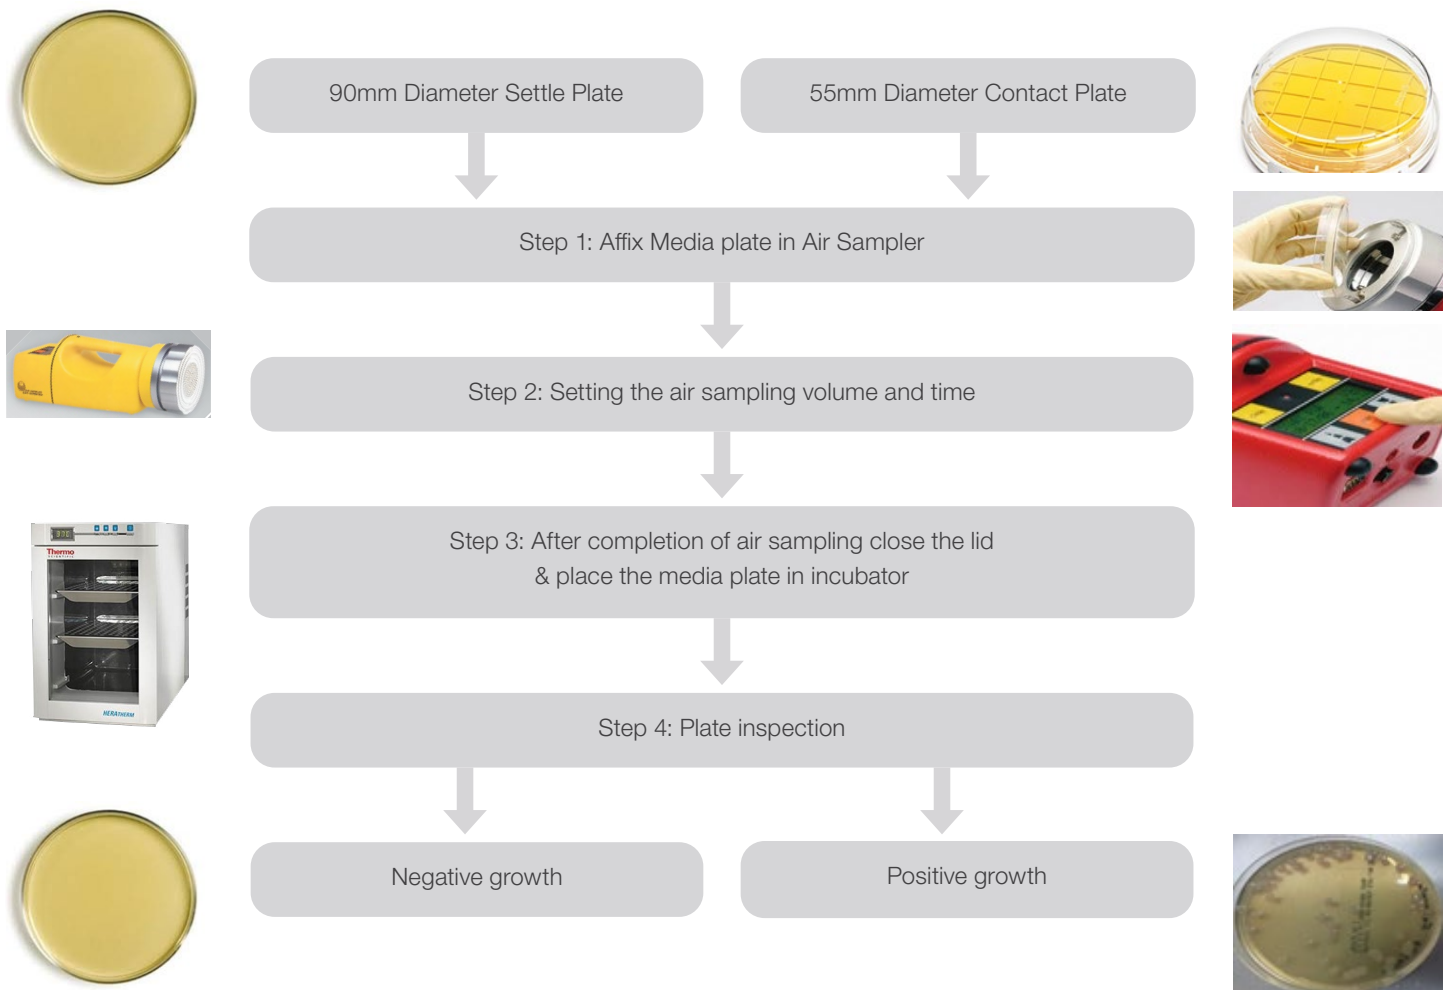 90mm Diameter Settle Plate
55mm Diameter Contact Plate
Step 1: Affix Media plate in Air Sampler
Step 2: Setting the air sampling volume and time
Step 3: After completion of air sampling close the lid
& place the media plate in incubator
Thermo
SCIENTIFIC
HERATHERM
Step 4: Plate inspection
Negative growth
Positive growth